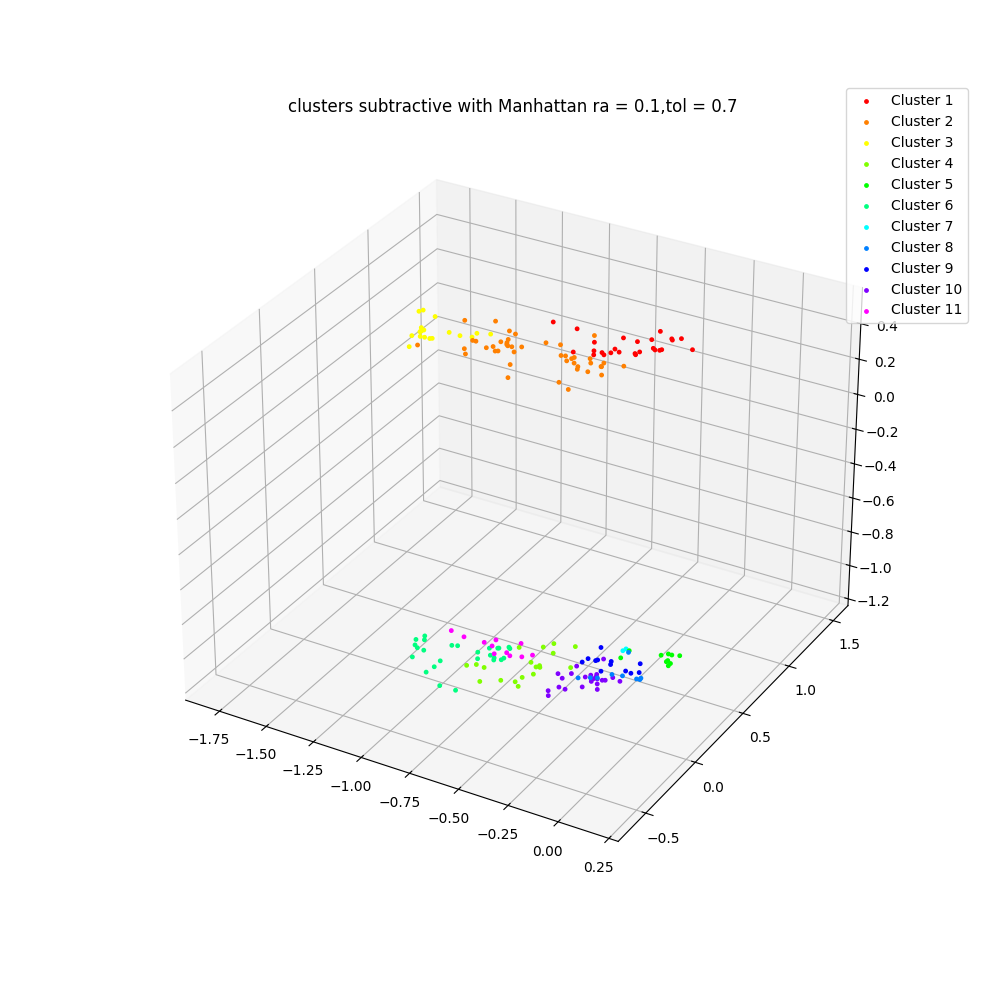 clusters subtractive with Manhattan ra = 0.1,tol = 0.7
Cluster 1
Cluster 2
Cluster 3
Cluster 4
Cluster 5
Cluster 6
Cluster 7
Cluster 8
Cluster 9
Cluster 10
Cluster 11
0.4
0.2
0.0
−0.2
−0.4
−0.6
−0.8
−1.0
−1.2
1.5
1.0
0.5
0.0
−0.5
−1.75
−1.50
−1.25
−1.00
−0.75
−0.50
−0.25
0.00
0.25